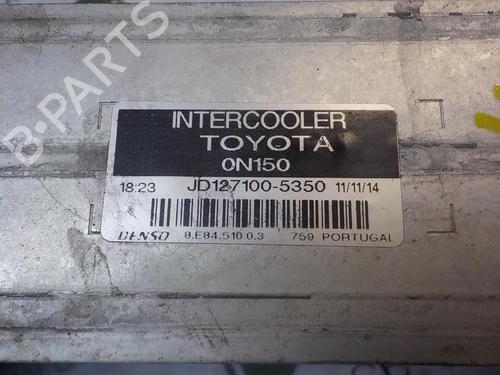 B-PARTS
INTERCOOLER
TOYOTA
0N150
18:23 JD127100-5350 11/11/14
DENSO 8.E84.510.0.3 759 PORTUGAL